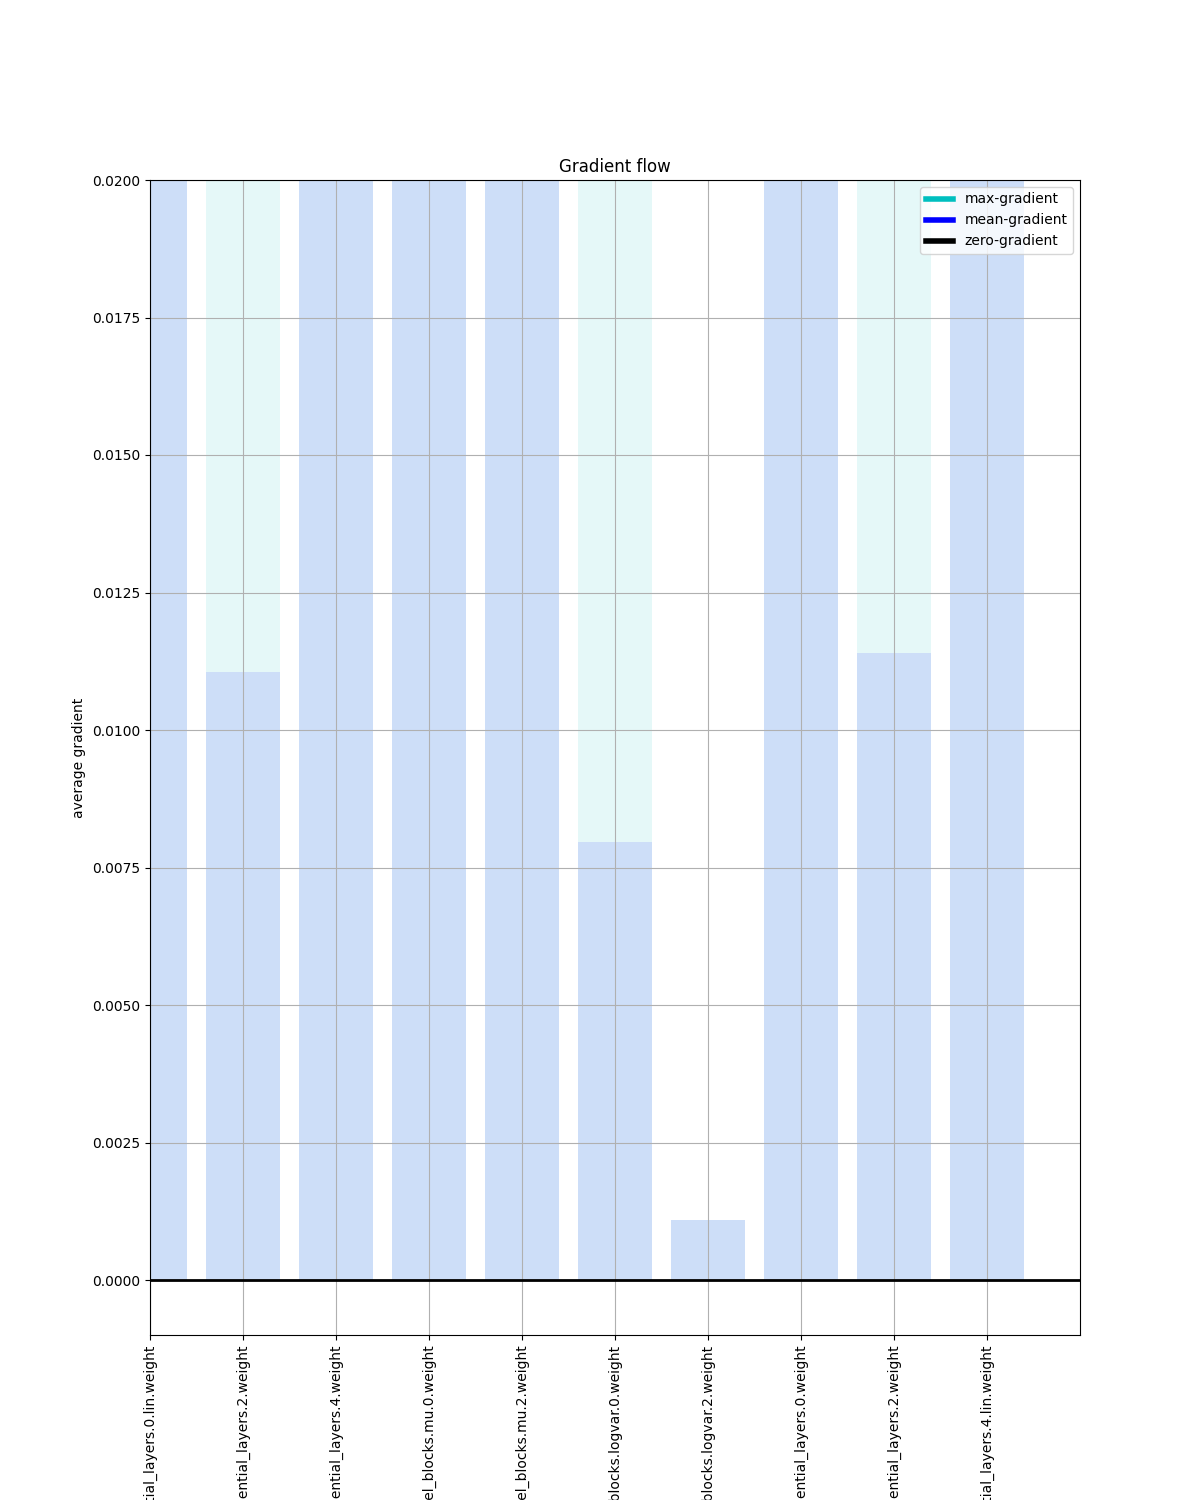 Gradient flow
max-gradient
mean-gradient
zero-gradient
0.0200
0.0175
0.0150
0.0125
0.0100
0.0075
0.0050
0.0025
0.0000
average gradient
tial_layers.0.lin.weight
ential_layers.2.weight
ential_layers.4.weight
el_blocks.mu.0.weight
el_blocks.mu.2.weight
blocks.logvar.0.weight
blocks.logvar.2.weight
ential_layers.0.weight
ential_layers.2.weight
tial_layers.4.lin.weight